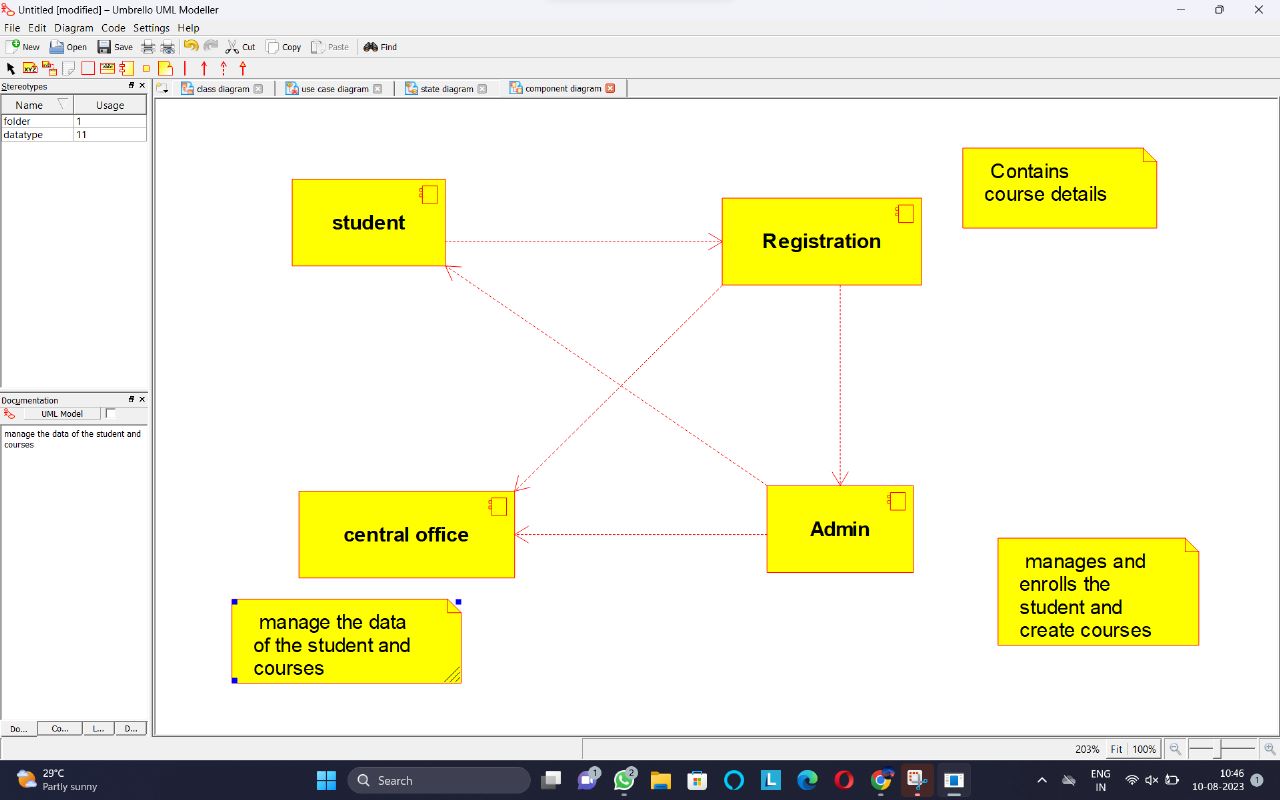 Untitled [modified] – Umbrello UML Modeller
File Edit Diagram Code Settings Help
New Open Save Cut Copy Paste Find
Stereotypes
class diagram use case diagram state diagram component diagram
Name Usage
folder 1
datatype 11
Contains
course details
student
Registration
Documentation
UML Model
manage the data of the student and
courses
central office
Admin
manages and
enrolls the
student and
create courses
manage the data
of the student and
courses
Do... Co... L... D...
203% Fit 100%
29°C
Partly sunny
Search
1
2
L
ENG
IN
10:46
10-08-2023
1